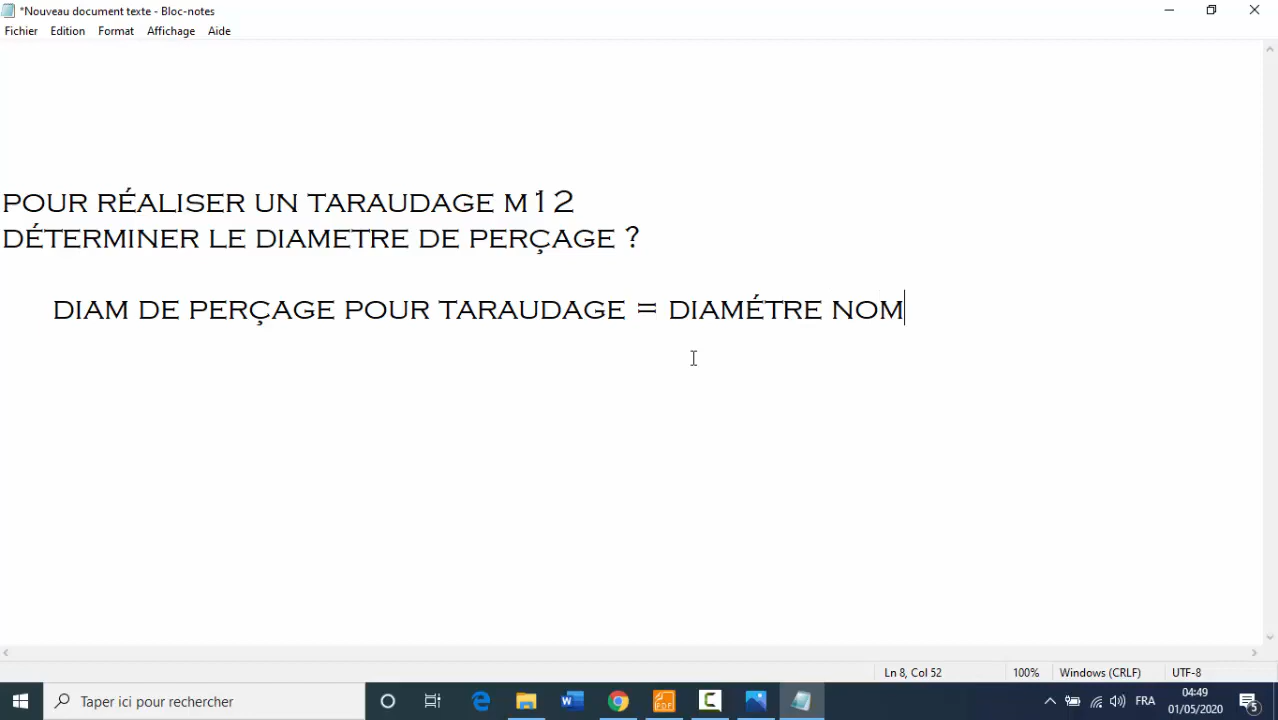 *Nouveau document texte - Bloc-notes
Fichier Edition Format Affichage Aide
POUR RÉALISER UN TARAUDAGE M12
DÉTERMINER LE DIAMETRE DE PERÇAGE ?
DIAM DE PERÇAGE POUR TARAUDAGE = DIAMÉTRE NOM
Ln 8, Col 52 100% Windows (CRLF) UTF-8
Taper ici pour rechercher
PDF
FRA
04:49
01/05/2020
5